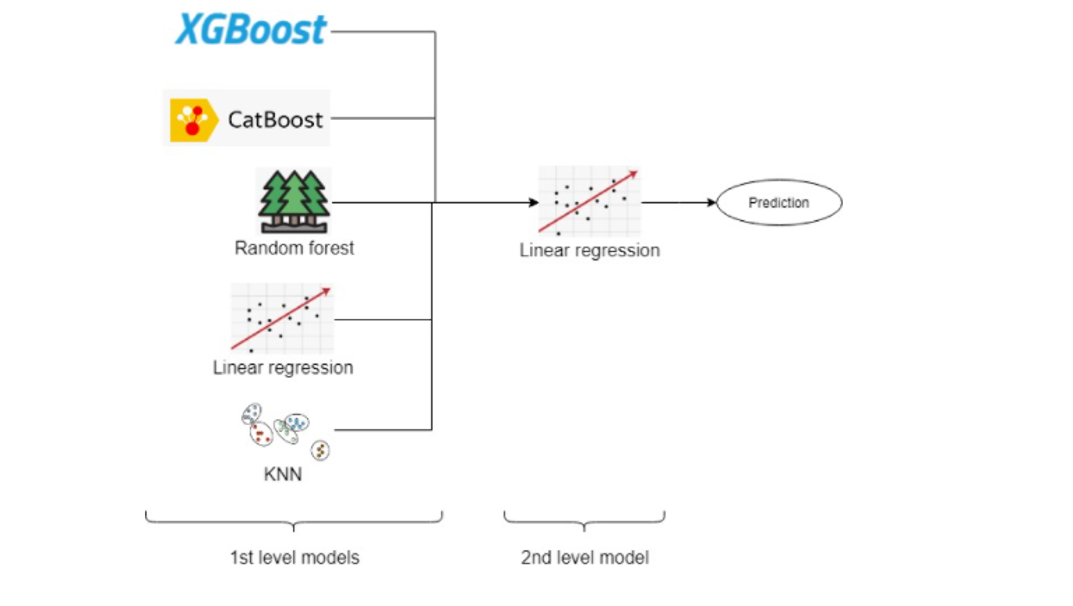 XGBoost
CatBoost
Random forest
Linear regression
KNN
1st level models
Linear regression
2nd level model
Prediction